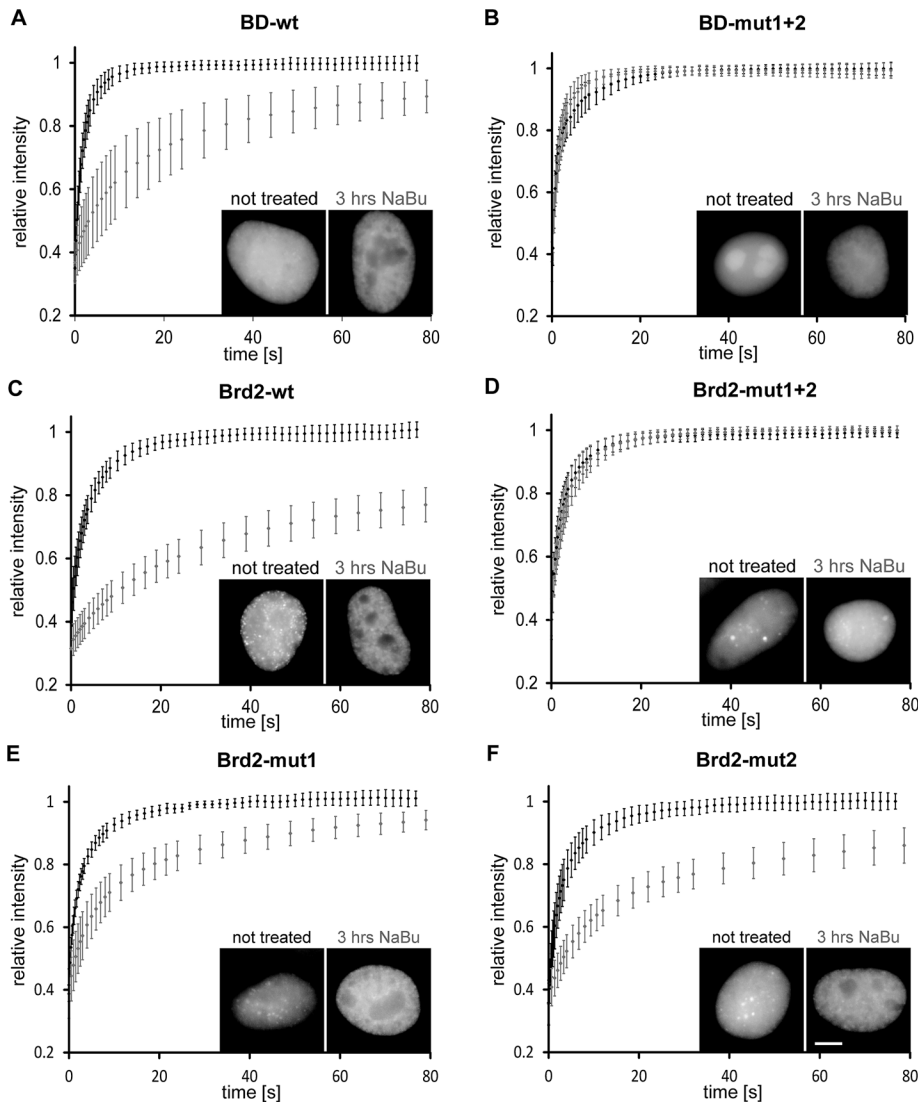 A
BD-wt
relative intensity
1
0.8
0.6
0.4
0.2
0 20 40 60 80
time [s]
not treated 3 hrs NaBu
B
BD-mut1+2
relative intensity
1
0.8
0.6
0.4
0.2
0 20 40 60 80
time [s]
not treated 3 hrs NaBu
C
Brd2-wt
relative intensity
1
0.8
0.6
0.4
0.2
0 20 40 60 80
time [s]
not treated 3 hrs NaBu
D
Brd2-mut1+2
relative intensity
1
0.8
0.6
0.4
0.2
0 20 40 60 80
time [s]
not treated 3 hrs NaBu
E
Brd2-mut1
relative intensity
1
0.8
0.6
0.4
0.2
0 20 40 60 80
time [s]
not treated 3 hrs NaBu
F
Brd2-mut2
relative intensity
1
0.8
0.6
0.4
0.2
0 20 40 60 80
time [s]
not treated 3 hrs NaBu